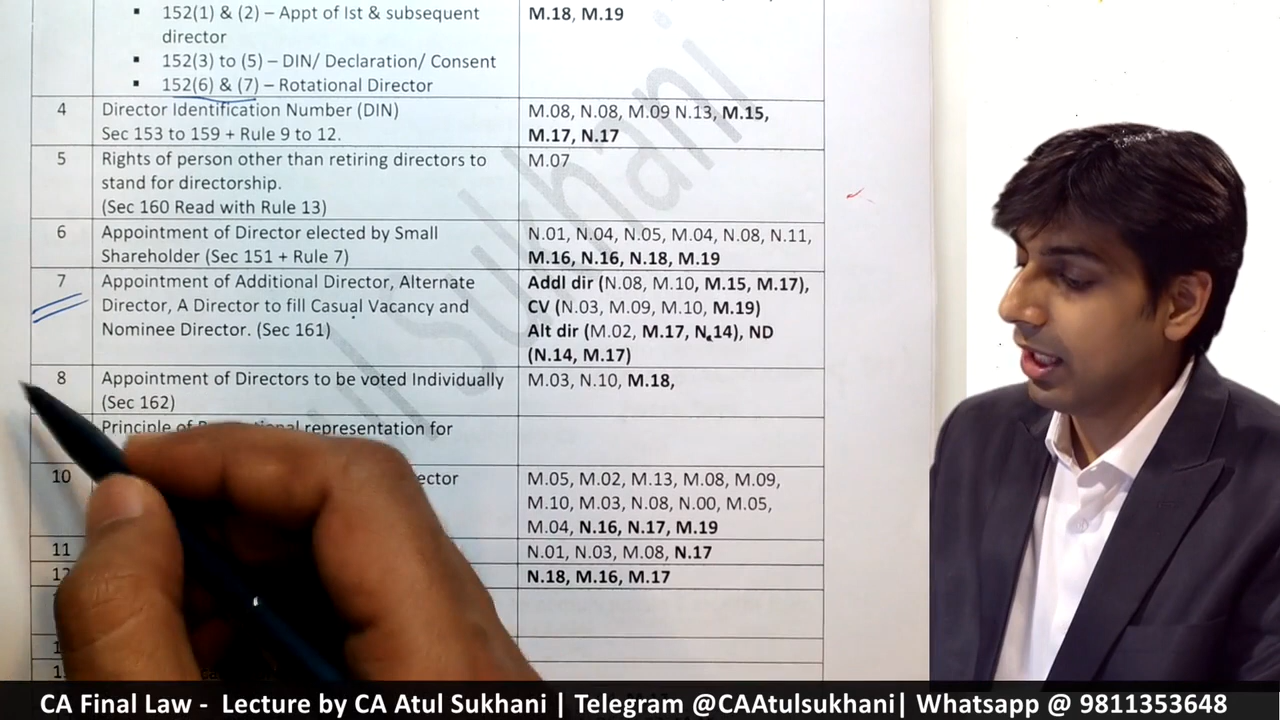 152(1) & (2) – Appt of Ist & subsequent
director
M.18, M.19
152(3) to (5) – DIN/ Declaration/ Consent
152(6) & (7) – Rotational Director
4
Director Identification Number (DIN)
Sec 153 to 159 + Rule 9 to 12.
M.08, N.08, M.09 N.13, M.15,
M.17, N.17
5
Rights of person other than retiring directors to
stand for directorship.
(Sec 160 Read with Rule 13)
M.07
6
Appointment of Director elected by Small
Shareholder (Sec 151 + Rule 7)
N.01, N.04, N.05, M.04, N.08, N.11,
M.16, N.16, N.18, M.19
7
Appointment of Additional Director, Alternate
Director, A Director to fill Casual Vacancy and
Nominee Director. (Sec 161)
Addl dir (N.08, M.10, M.15, M.17),
CV (N.03, M.09, M.10, M.19)
Alt dir (M.02, M.17, N.14), ND
(N.14, M.17)
8
Appointment of Directors to be voted Individually
(Sec 162)
M.03, N.10, M.18,
Principle of representation for
10
M.05, M.02, M.13, M.08, M.09,
M.10, M.03, N.08, N.00, M.05,
M.04, N.16, N.17, M.19
11
N.01, N.03, M.08, N.17
12
N.18, M.16, M.17
Sukhani
CA Final Law - Lecture by CA Atul Sukhani | Telegram @CAAtulsukhani| Whatsapp @ 9811353648